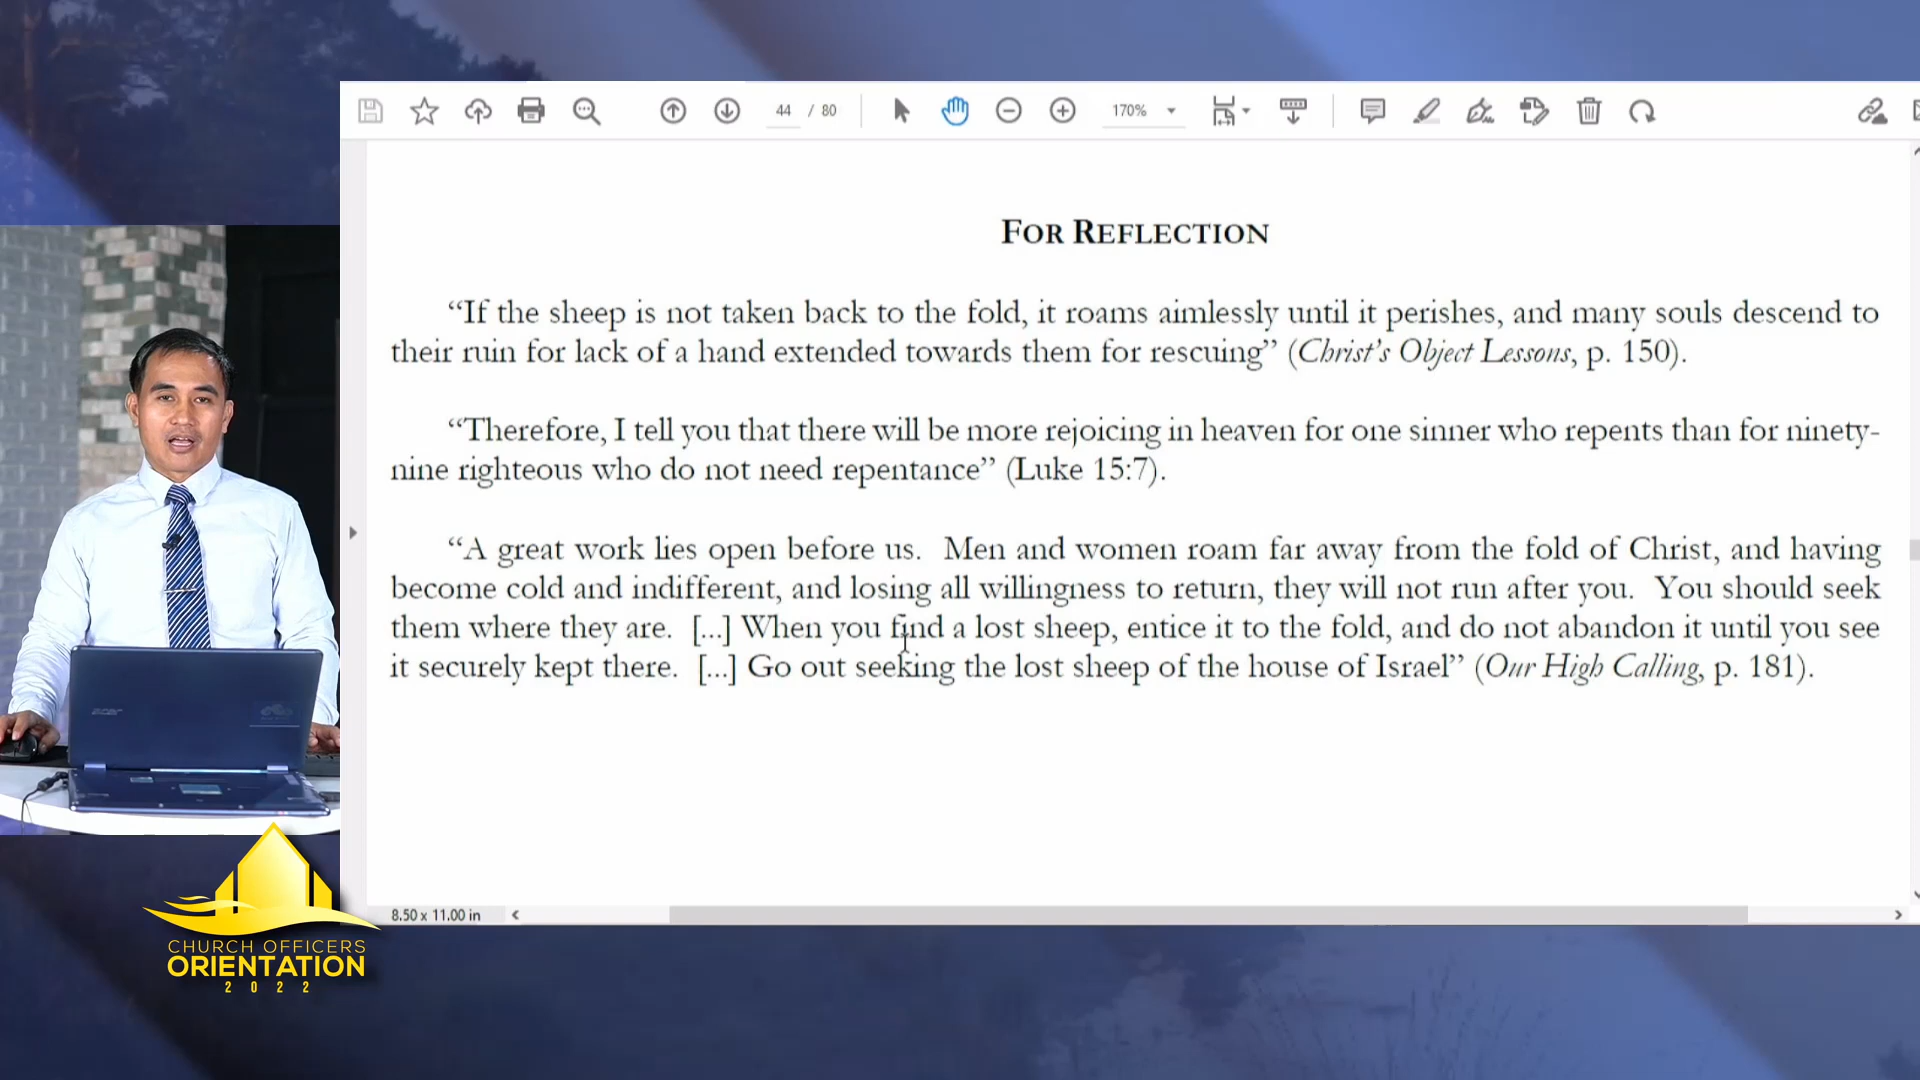 44 / 80
170%
FOR REFLECTION
“If the sheep is not taken back to the fold, it roams aimlessly until it perishes, and many souls descend to
their ruin for lack of a hand extended towards them for rescuing” (Christ’s Object Lessons, p. 150).
“Therefore, I tell you that there will be more rejoicing in heaven for one sinner who repents than for ninety-
nine righteous who do not need repentance” (Luke 15:7).
“A great work lies open before us. Men and women roam far away from the fold of Christ, and having
become cold and indifferent, and losing all willingness to return, they will not run after you. You should seek
them where they are. [...] When you find a lost sheep, entice it to the fold, and do not abandon it until you see
it securely kept there. [...] Go out seeking the lost sheep of the house of Israel” (Our High Calling, p. 181).
8.50 x 11.00 in
CHURCH OFFICERS
ORIENTATION
2022